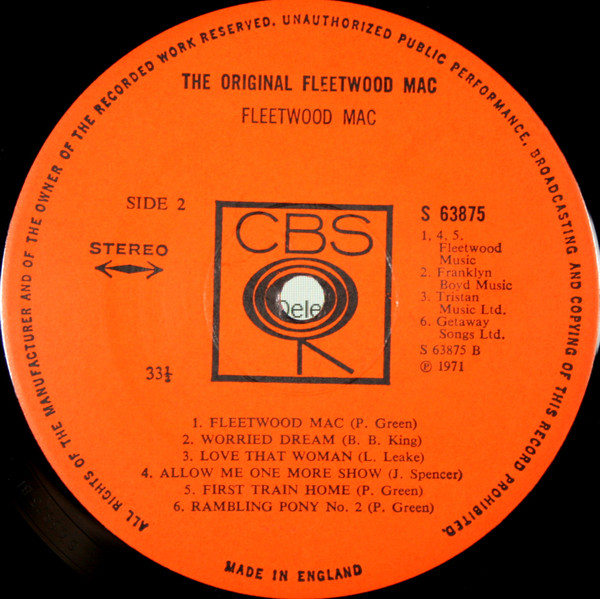 ALL RIGHTS OF THE MANUFACTURER AND OF THE OWNER OF THE RECORDED WORK RESERVED. UNAUTHORIZED PUBLIC PERFORMANCE, BROADCASTING AND COPYING OF THIS RECORD PROHIBITED.
THE ORIGINAL FLEETWOOD MAC
FLEETWOOD MAC
SIDE 2
STEREO
33⅓
CBS
Dele
S 63875
1, 4, 5. Fleetwood
Music
2. Franklyn
Boyd Music
3. Tristan
Music Ltd.
6. Getaway
Songs Ltd.
S 63875 B
℗ 1971
1. FLEETWOOD MAC (P. Green)
2. WORRIED DREAM (B. B. King)
3. LOVE THAT WOMAN (L. Leake)
4. ALLOW ME ONE MORE SHOW (J. Spencer)
5. FIRST TRAIN HOME (P. Green)
6. RAMBLING PONY No. 2 (P. Green)
MADE IN ENGLAND